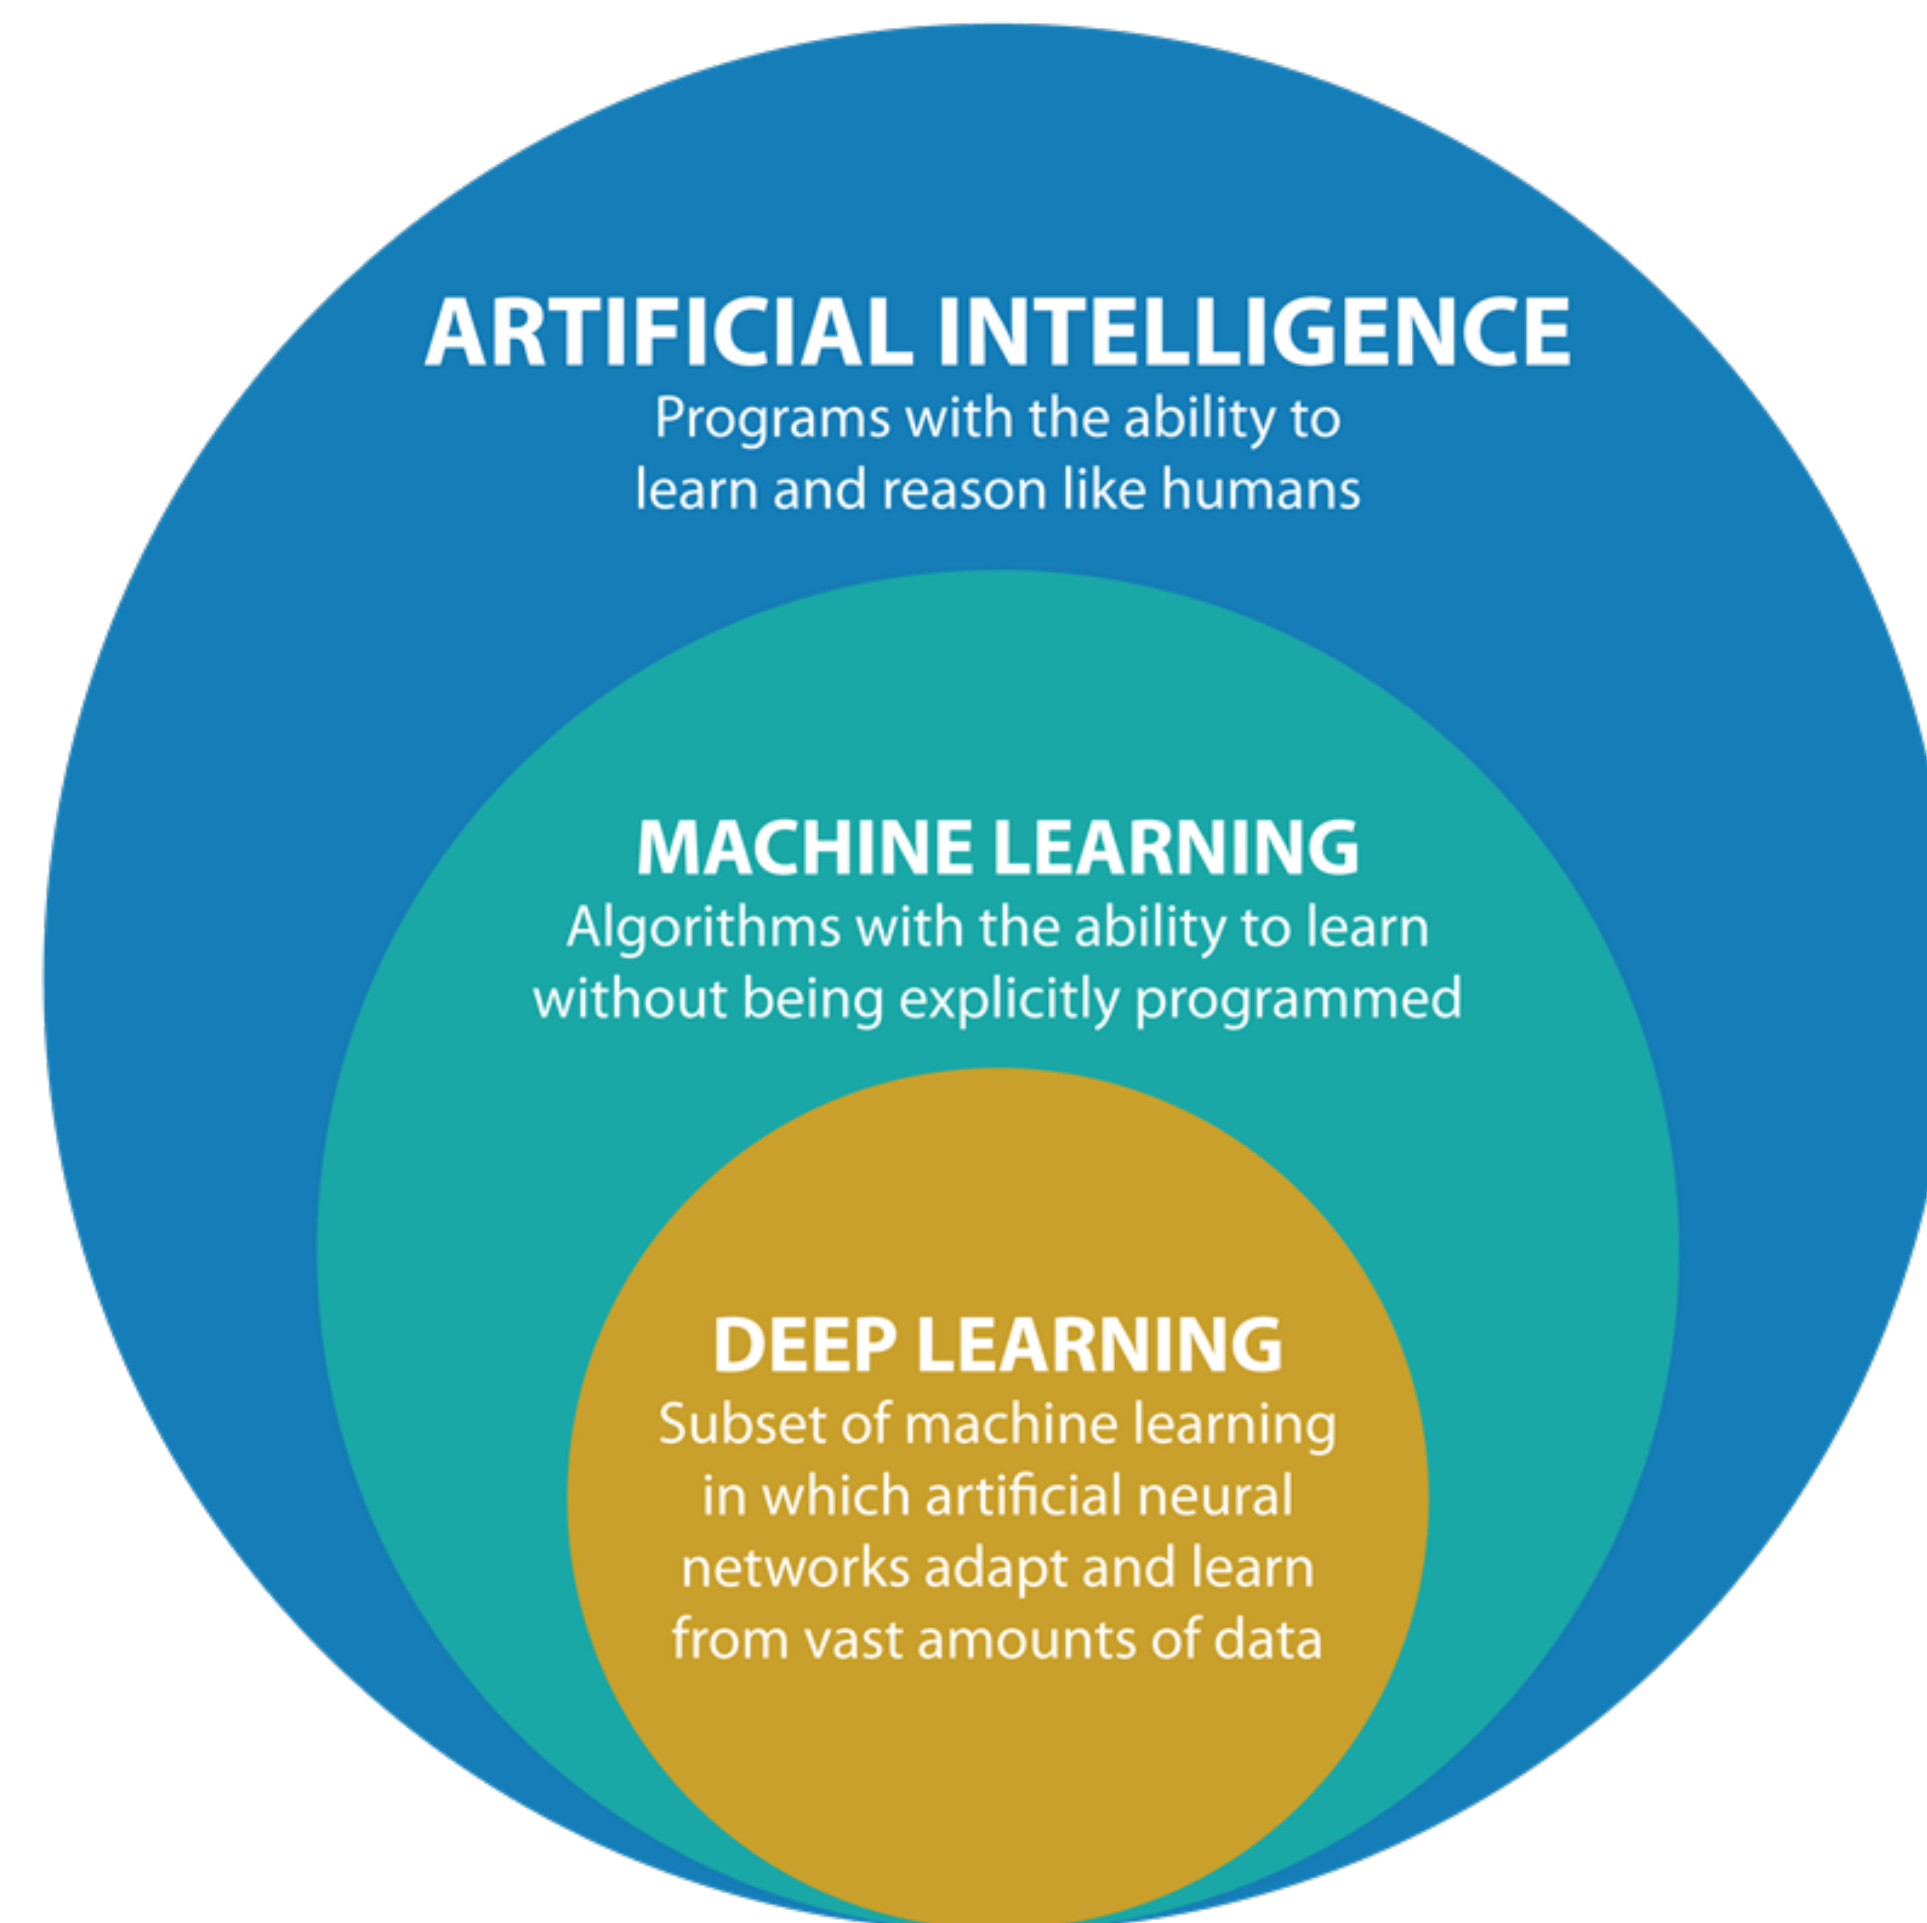 ARTIFICIAL INTELLIGENCE
Programs with the ability to
learn and reason like humans
MACHINE LEARNING
Algorithms with the ability to learn
without being explicitly programmed
DEEP LEARNING
Subset of machine learning
in which artificial neural
networks adapt and learn
from vast amounts of data